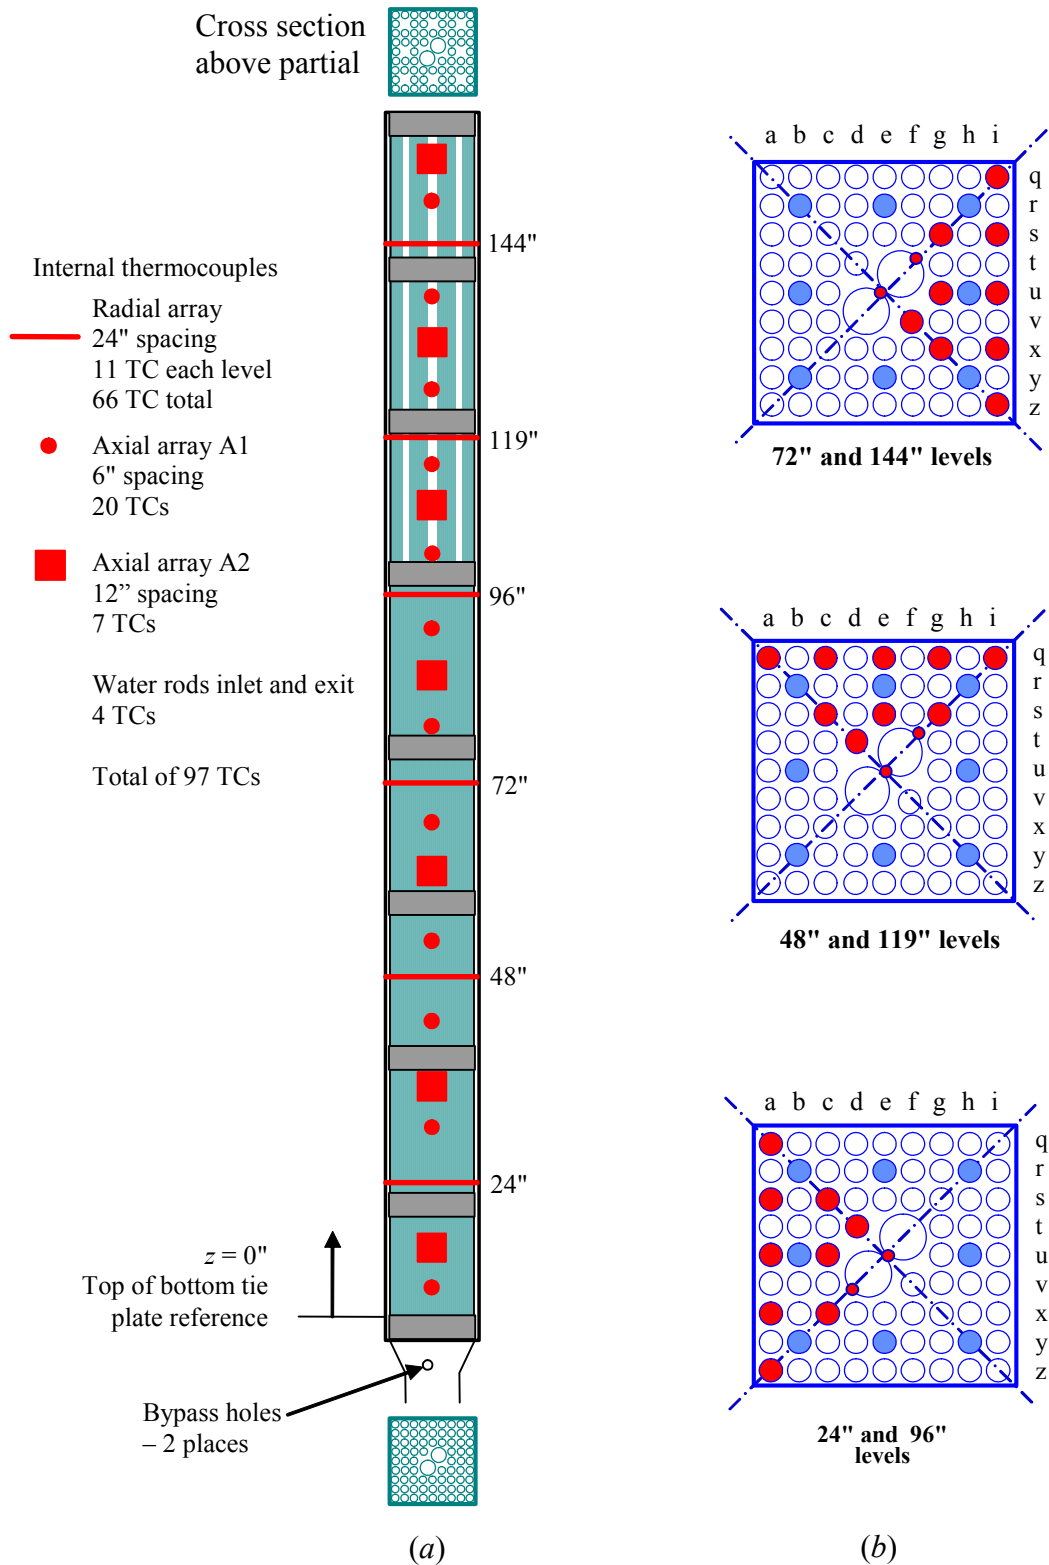 Cross section
above partial
Internal thermocouples
Radial array
24" spacing
11 TC each level
66 TC total
Axial array A1
6" spacing
20 TCs
Axial array A2
12” spacing
7 TCs
Water rods inlet and exit
4 TCs
Total of 97 TCs
z = 0"
Top of bottom tie
plate reference
Bypass holes
– 2 places
144"
119"
96"
72"
48"
24"
(a)
a b c d e f g h i
q
r
s
t
u
v
x
y
z
72" and 144" levels
a b c d e f g h i
q
r
s
t
u
v
x
y
z
48" and 119" levels
a b c d e f g h i
q
r
s
t
u
v
x
y
z
24" and 96"
levels
(b)